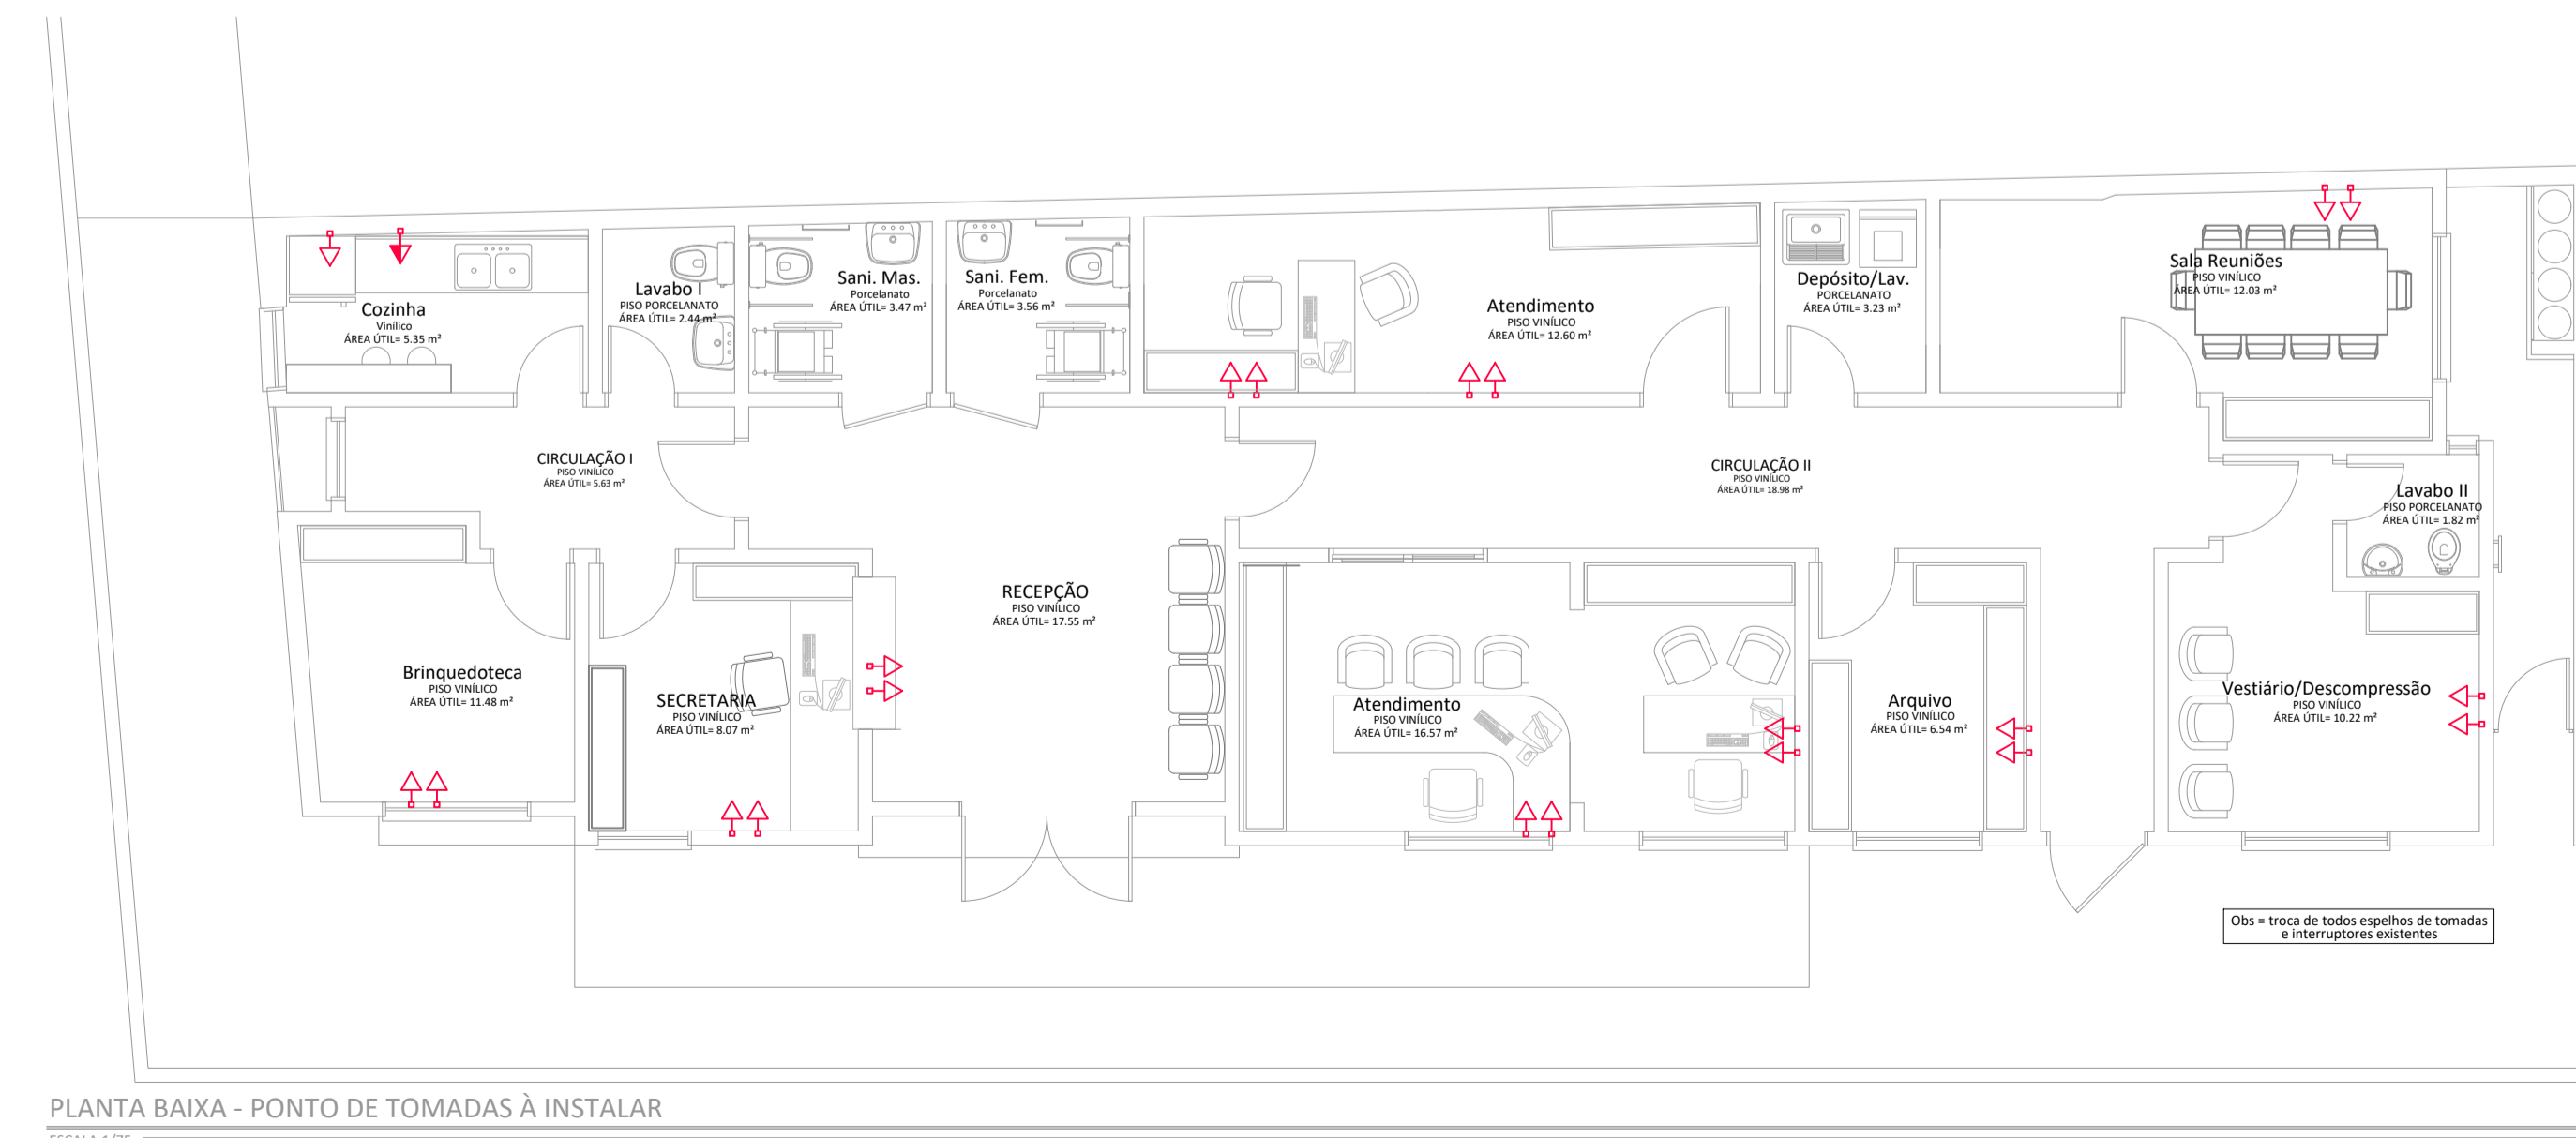 Cozinha
Vinílico
ÁREA ÚTIL= 5.35 m²
Lavabo I
PISO PORCELANATO
ÁREA ÚTIL= 2.44 m²
Sani. Mas.
Porcelanato
ÁREA ÚTIL= 3.47 m²
Sani. Fem.
Porcelanato
ÁREA ÚTIL= 3.56 m²
Atendimento
PISO VINÍLICO
ÁREA ÚTIL= 12.60 m²
Depósito/Lav.
PORCELANATO
ÁREA ÚTIL= 3.23 m²
Sala Reuniões
PISO VINÍLICO
ÁREA ÚTIL= 12.03 m²
CIRCULAÇÃO I
PISO VINÍLICO
ÁREA ÚTIL= 5.63 m²
CIRCULAÇÃO II
PISO VINÍLICO
ÁREA ÚTIL= 18.98 m²
Lavabo II
PISO PORCELANATO
ÁREA ÚTIL= 1.82 m²
RECEPÇÃO
PISO VINÍLICO
ÁREA ÚTIL= 17.55 m²
Brinquedoteca
PISO VINÍLICO
ÁREA ÚTIL= 11.48 m²
SECRETARIA
PISO VINÍLICO
ÁREA ÚTIL= 8.07 m²
Atendimento
PISO VINÍLICO
ÁREA ÚTIL= 16.57 m²
Arquivo
PISO VINÍLICO
ÁREA ÚTIL= 6.54 m²
Vestiário/Descompressão
PISO VINÍLICO
ÁREA ÚTIL= 10.22 m²
Obs = troca de todos espelhos de tomadas
e interruptores existentes
PLANTA BAIXA - PONTO DE TOMADAS À INSTALAR
ESCALA 1/75